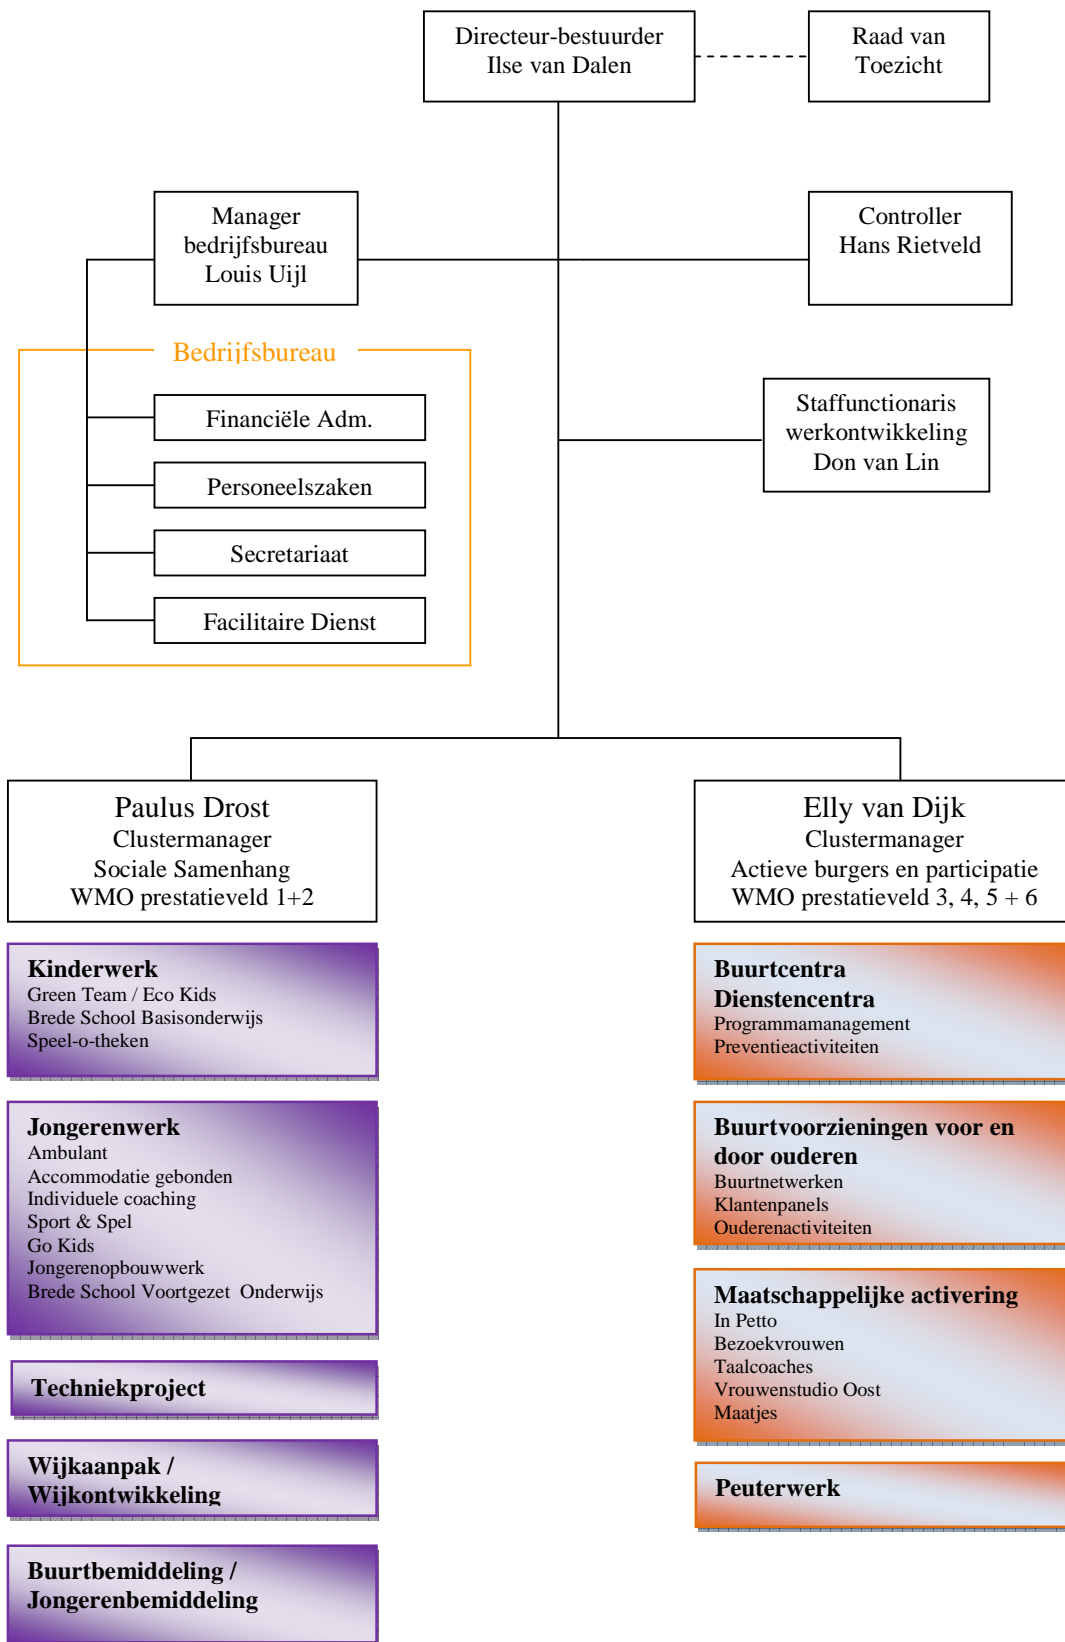 Directeur-bestuurder
Ilse van Dalen
Raad van
Toezicht
Manager
bedrijfsbureau
Louis Uijl
Controller
Hans Rietveld
Bedrijfsbureau
Financiële Adm.
Personeelszaken
Secretariaat
Facilitaire Dienst
Staffunctionaris
werkontwikkeling
Don van Lin
Paulus Drost
Clustermanager
Sociale Samenhang
WMO prestatieveld 1+2
Elly van Dijk
Clustermanager
Actieve burgers en participatie
WMO prestatieveld 3, 4, 5 + 6
Kinderwerk
Green Team / Eco Kids
Brede School Basisonderwijs
Speel-o-theken
Jongerenwerk
Ambulant
Accommodatie gebonden
Individuele coaching
Sport & Spel
Go Kids
Jongerenopbouwwerk
Brede School Voortgezet  Onderwijs
Techniekproject
Wijkaanpak /
Wijkontwikkeling
Buurtbemiddeling /
Jongerenbemiddeling
Buurtcentra
Dienstencentra
Programmamanagement
Preventieactiviteiten
Buurtvoorzieningen voor en
door ouderen
Buurtnetwerken
Klantenpanels
Ouderenactiviteiten
Maatschappelijke activering
In Petto
Bezoekvrouwen
Taalcoaches
Vrouwenstudio Oost
Maatjes
Peuterwerk